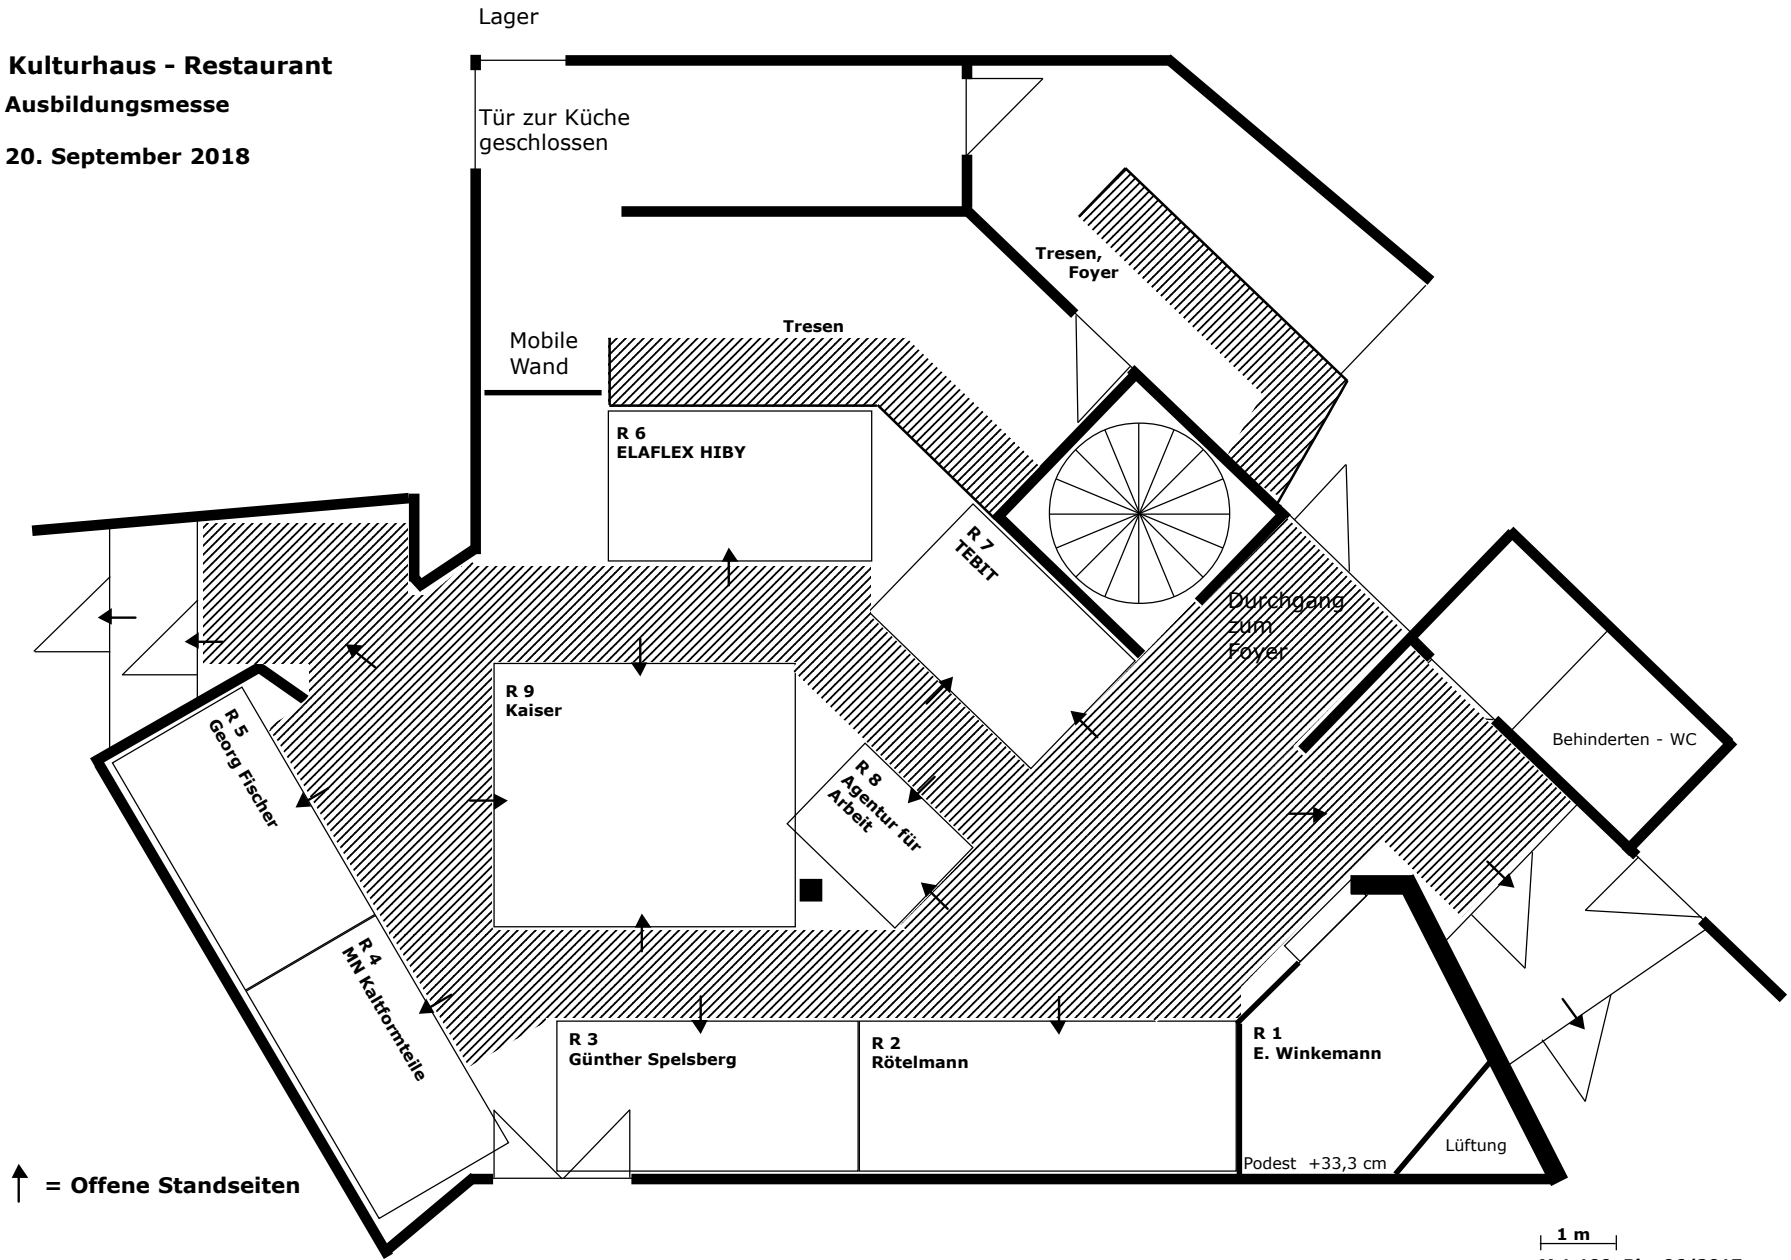 Lager
Kulturhaus - Restaurant
Ausbildungsmesse
20. September 2018
Tür zur Küche
geschlossen
Tresen,
Foyer
Tresen
Mobile
Wand
R 6
ELAFLEX HIBY
R 7
TEBIT
Durchgang
zum
Foyer
R 9
Kaiser
R 5
Georg Fischer
Behinderten - WC
R 8
Agentur für
Arbeit
R 4
MN Kaltformteile
R 3
Günther Spelsberg
R 2
Rötelmann
R 1
E. Winkemann
Lüftung
Podest +33,3 cm
= Offene Standseiten
1 m